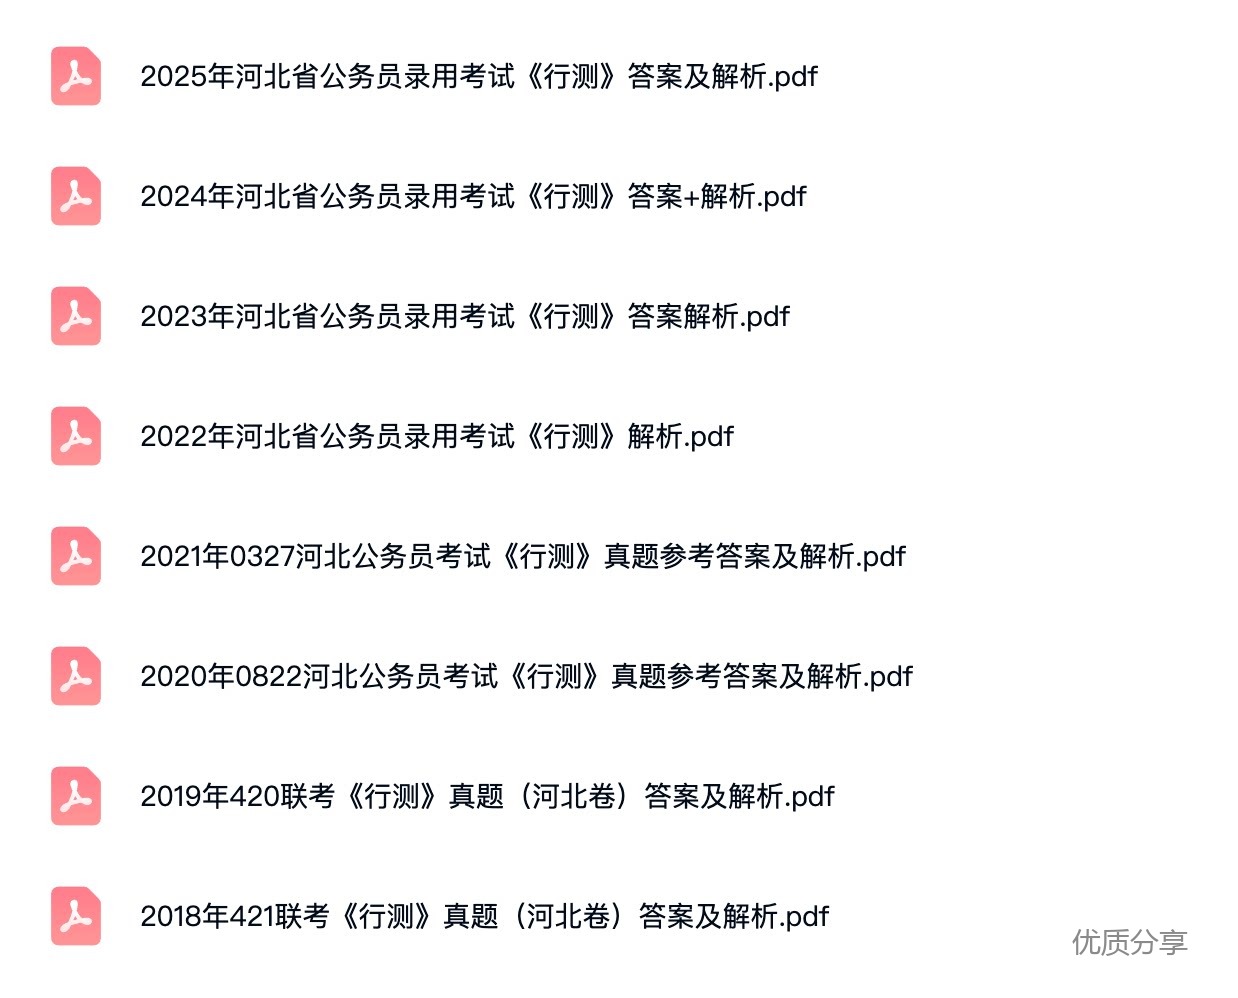 2025年河北省公务员录用考试《行测》答案及解析.pdf
2024年河北省公务员录用考试《行测》答案+解析.pdf
2023年河北省公务员录用考试《行测》答案解析.pdf
2022年河北省公务员录用考试《行测》解析.pdf
2021年0327河北公务员考试《行测》真题参考答案及解析.pdf
2020年0822河北公务员考试《行测》真题参考答案及解析.pdf
2019年420联考《行测》真题（河北卷）答案及解析.pdf
2018年421联考《行测》真题（河北卷）答案及解析.pdf
优质分享